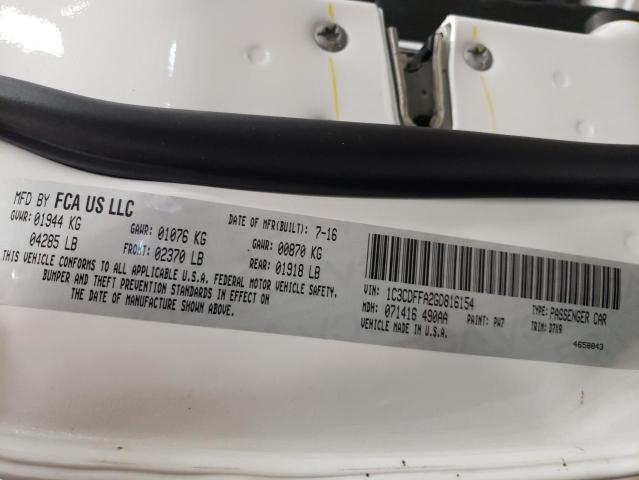 MFD BY FCA US LLC
DATE OF MFR(BUILT): 7-16
GVWR: 01944 KG
GAWR: 01076 KG
GAWR: 00870 KG
04285 LB
FRONT: 02370 LB
REAR: 01918 LB
THIS VEHICLE CONFORMS TO ALL APPLICABLE U.S.A. FEDERAL MOTOR VEHICLE SAFETY,
BUMPER AND THEFT PREVENTION STANDARDS IN EFFECT ON
THE DATE OF MANUFACTURE SHOWN ABOVE.
VIN: 1C3CDFFA2GD816154
TYPE: PASSENGER CAR
MDH: 071416 490AA
PAINT: PW7
TRIM: D7X9
VEHICLE MADE IN U.S.A.
4658843